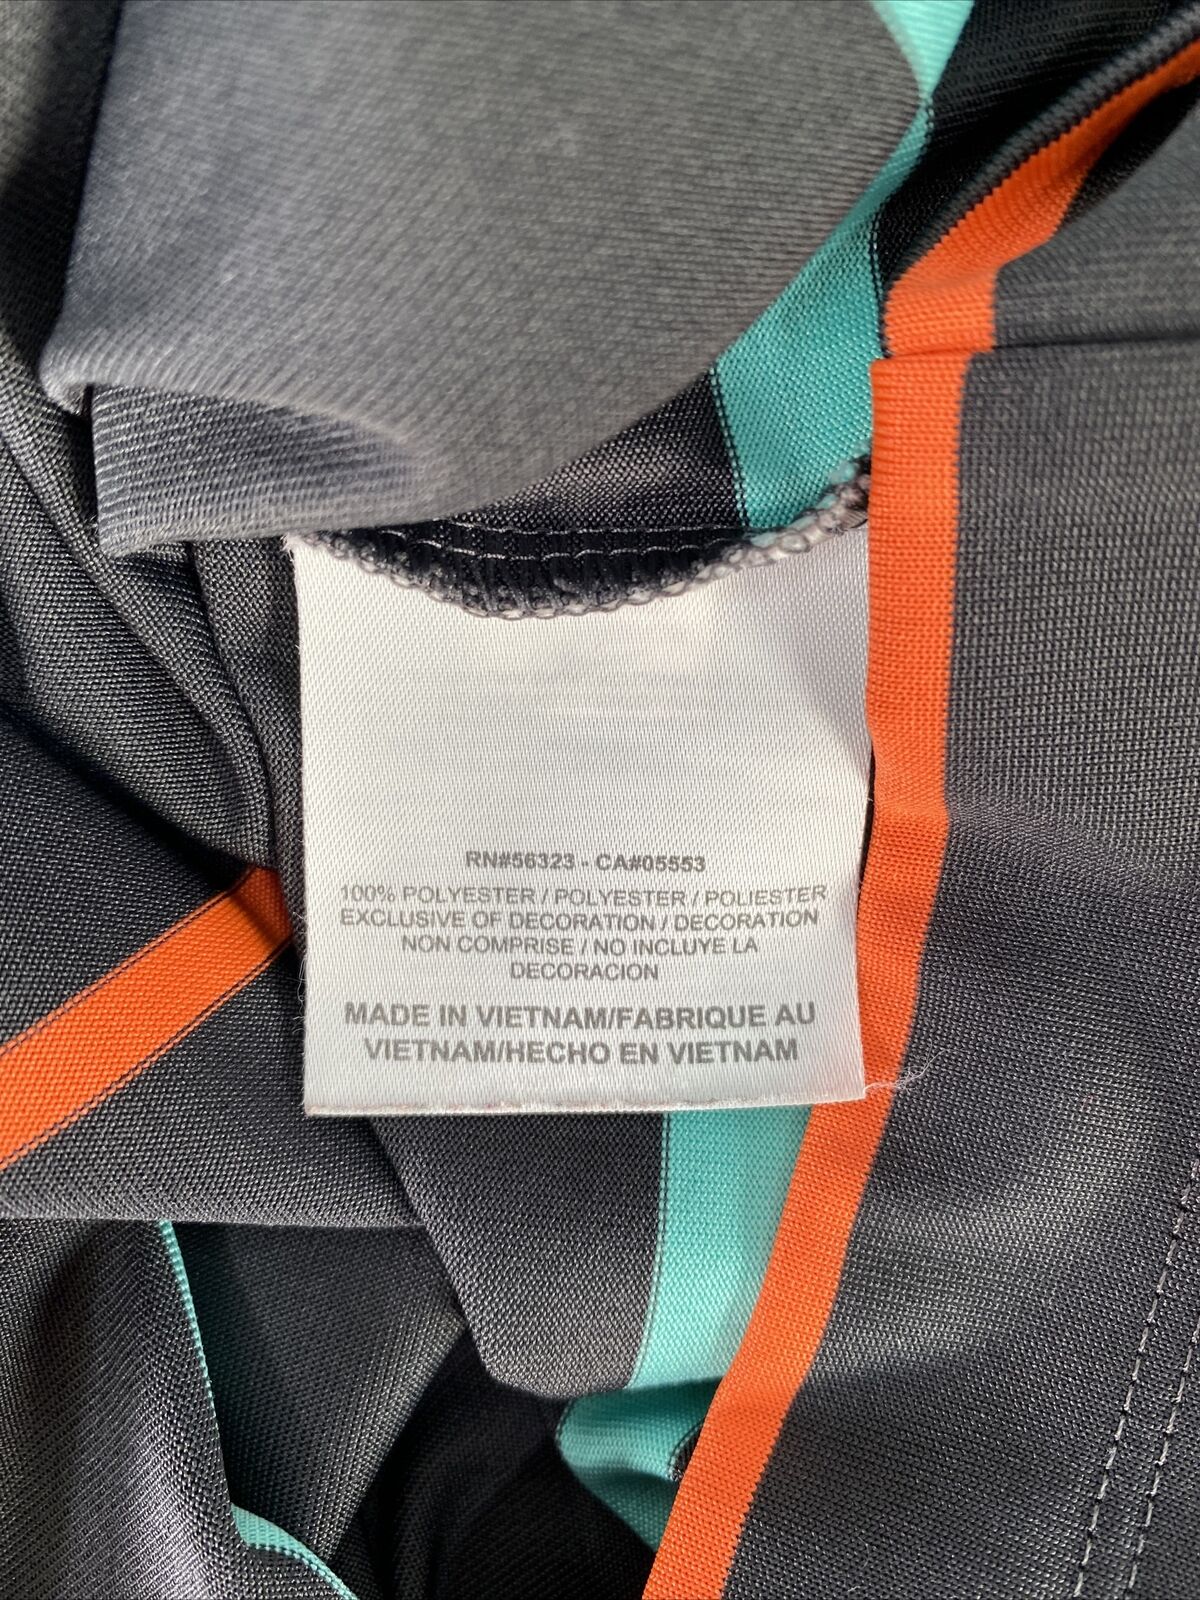 RN#56323 - CA#05553
100% POLYESTER / POLYESTER / POLIESTER
EXCLUSIVE OF DECORATION / DECORATION
NON COMPRISE / NO INCLUYE LA
DECORACION
MADE IN VIETNAM/FABRIQUE AU
VIETNAM/HECHO EN VIETNAM